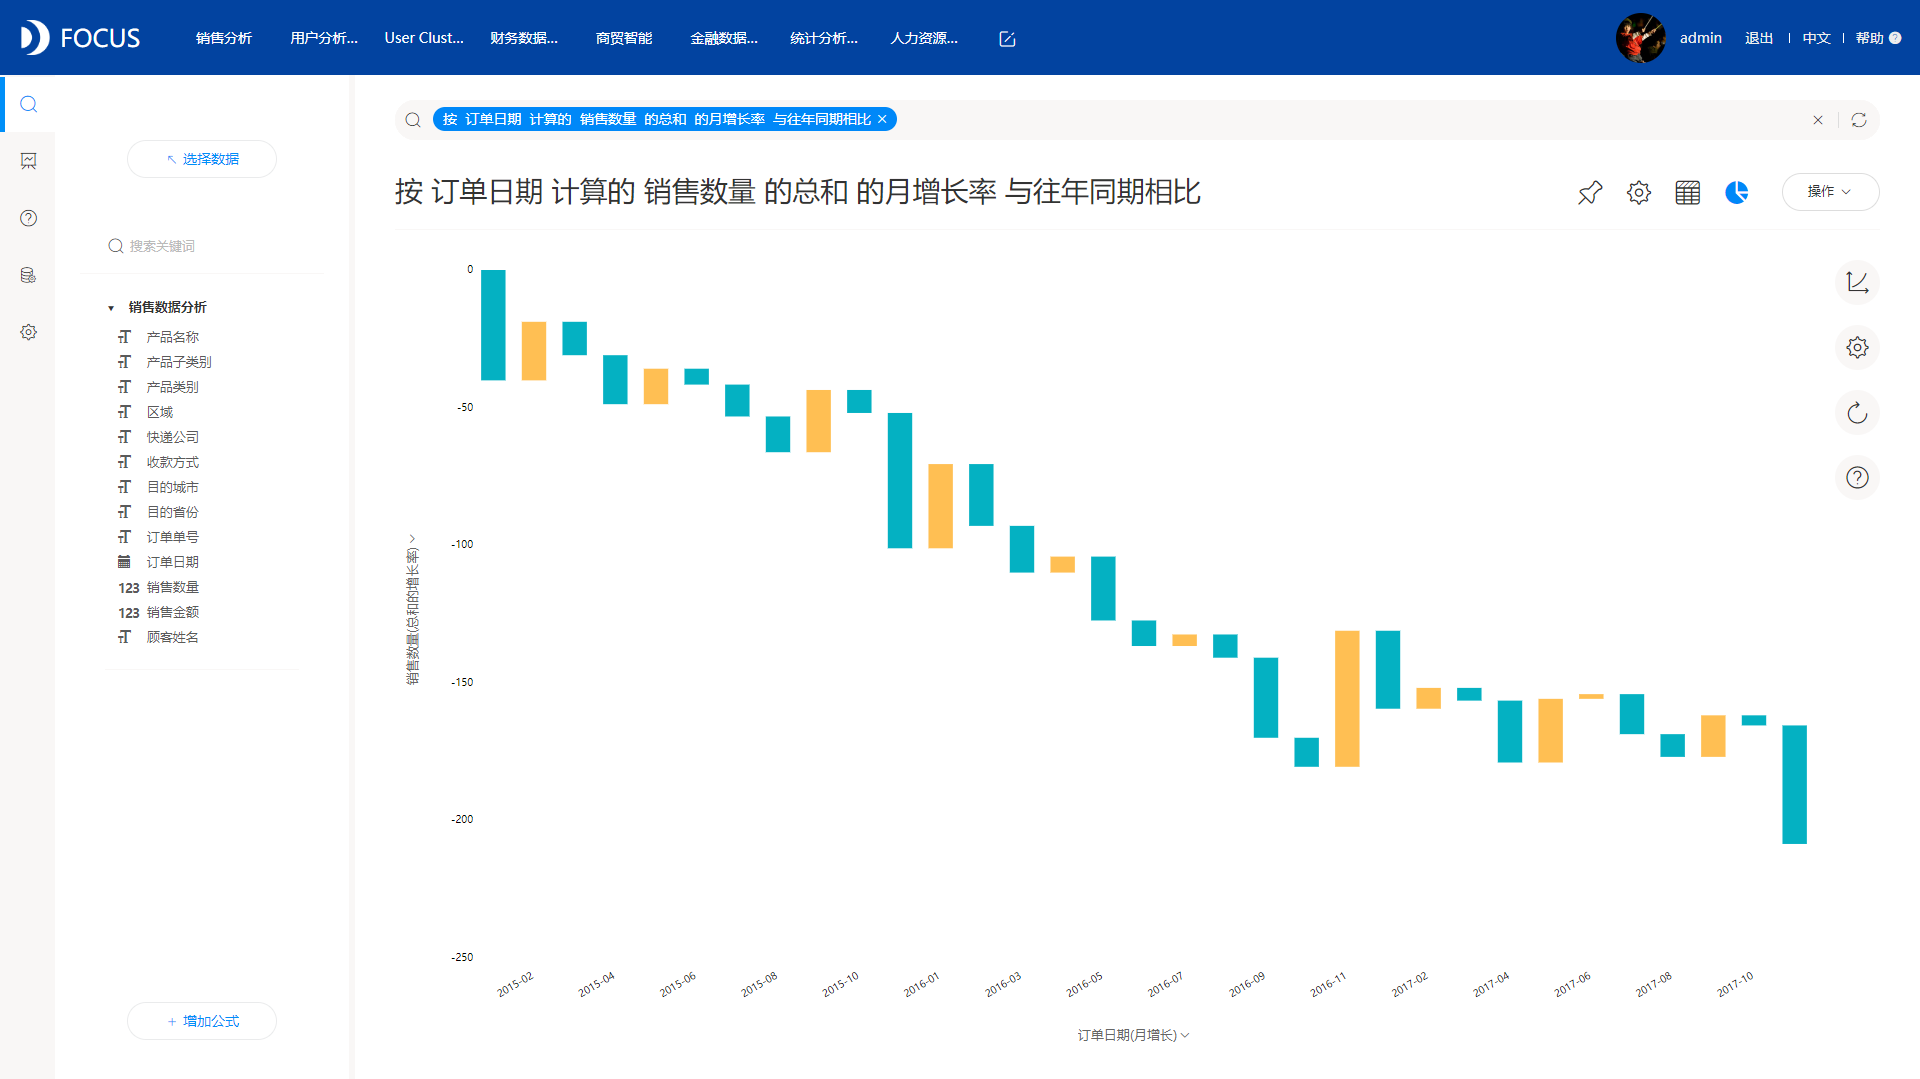 FOCUS 销售分析 用户分析... User Clust... 财务数据... 商贸智能 金融数据... 统计分析... 人力资源... admin 退出 | 中文 | 帮助 ?
按 订单日期 计算的 销售数量 的总和 的月增长率 与往年同期相比 ×
选择数据
按 订单日期 计算的 销售数量 的总和 的月增长率 与往年同期相比
操作
搜索关键词
销售数据分析
产品名称
产品子类别
产品类别
区域
快递公司
收款方式
目的城市
目的省份
订单单号
订单日期
123 销售数量
123 销售金额
顾客姓名
+ 增加公式
0
-50
-100
-150
-200
-250
销售数量(总和的增长率)
2015-02 2015-04 2015-06 2015-08 2015-10 2016-01 2016-03 2016-05 2016-07 2016-09 2016-11 2017-02 2017-04 2017-06 2017-08 2017-10
订单日期(月增长)